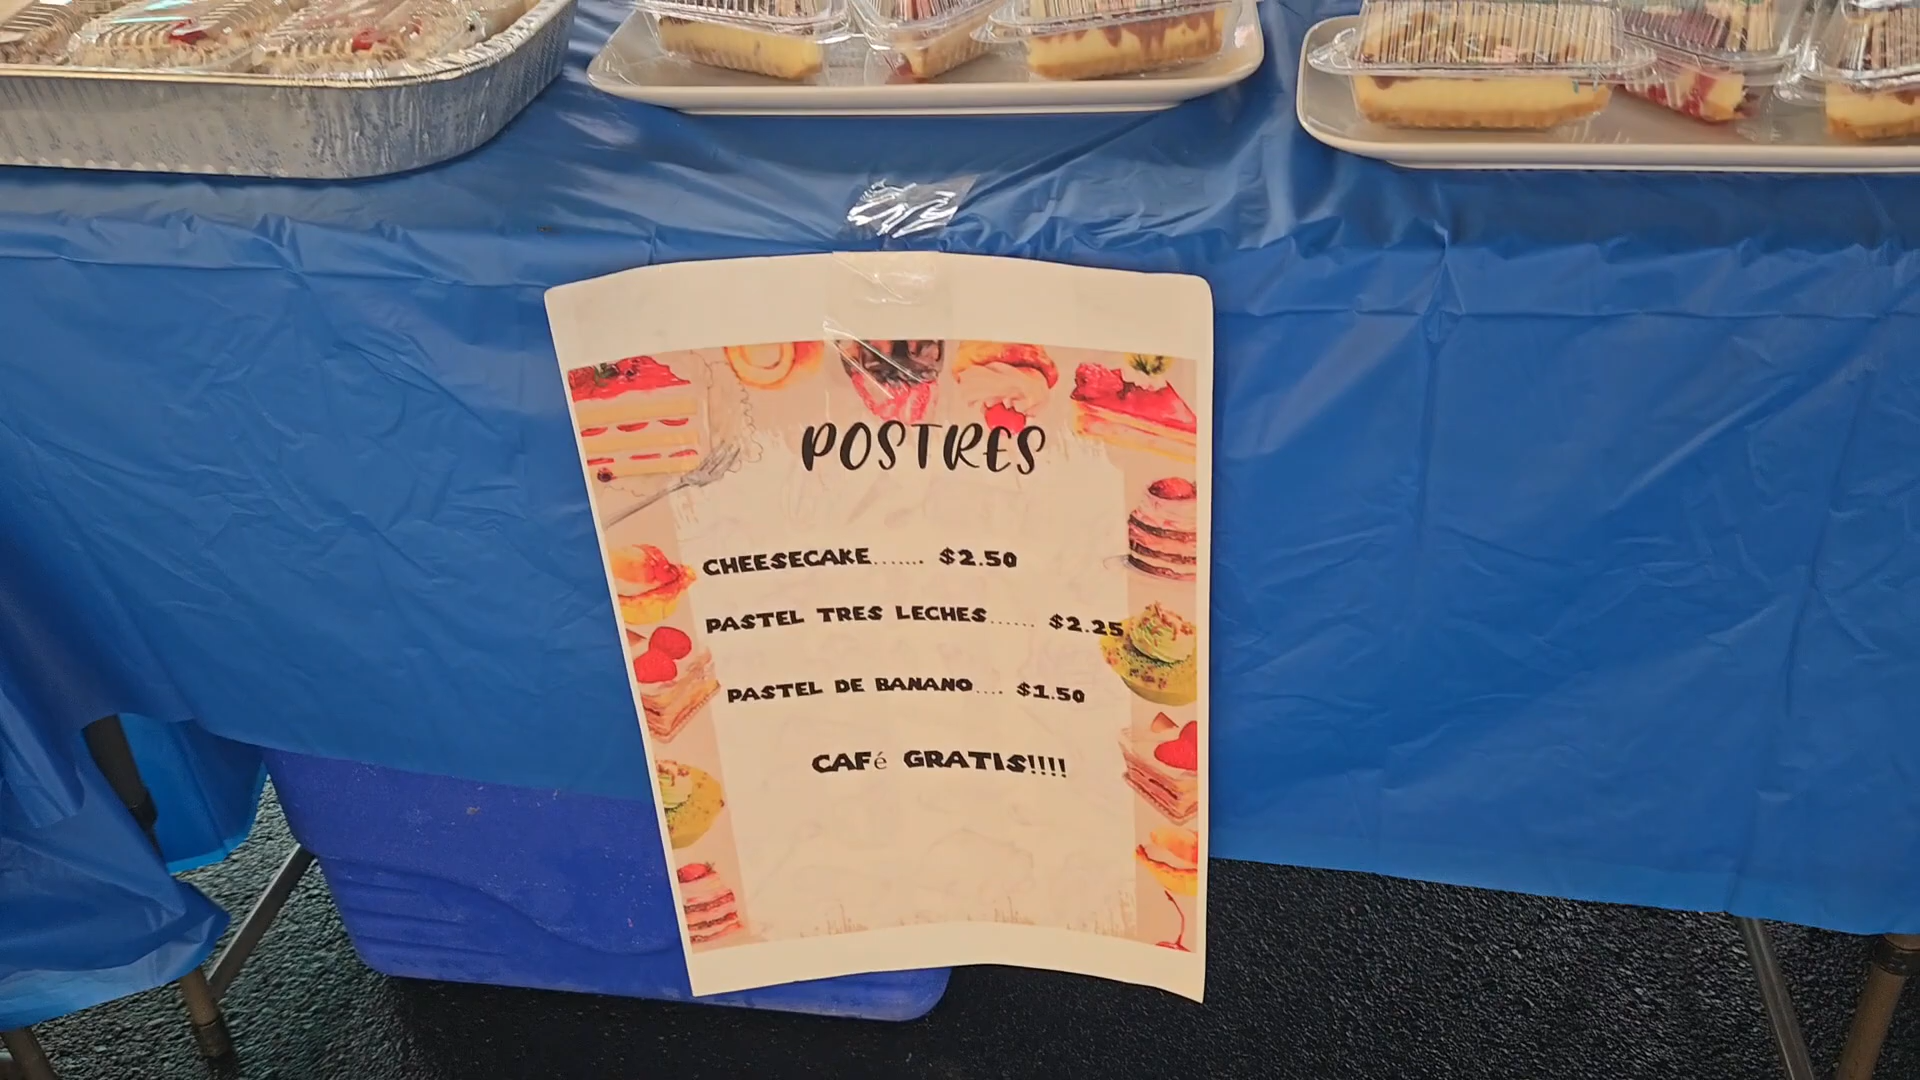 POSTRES
CHEESECAKE....... $2.50
PASTEL TRES LECHES...... $2.25
PASTEL DE BANANO.... $1.50
CAFé GRATIS!!!!